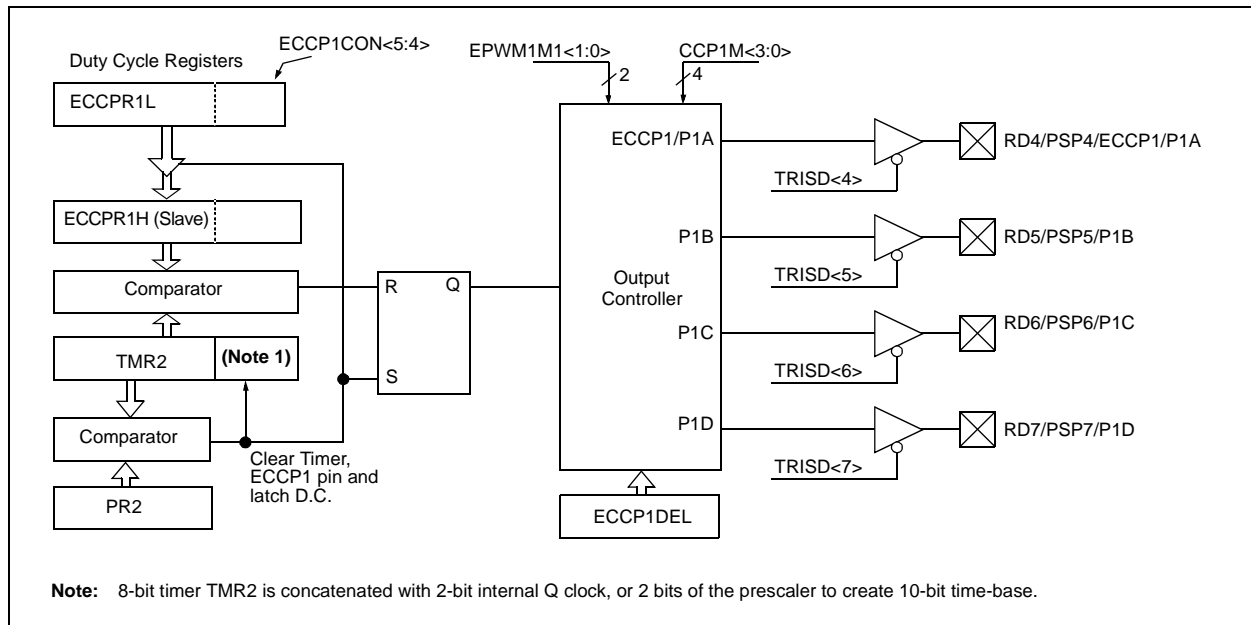 ECCP1CON<5:4>
Duty Cycle Registers
ECCPR1L
ECCPR1H (Slave)
Comparator
TMR2
(Note 1)
Comparator
PR2
Clear Timer,
ECCP1 pin and
latch D.C.
R
Q
S
EPWM1M1<1:0>
2
CCP1M<3:0>
4
ECCP1/P1A
P1B
Output
Controller
P1C
P1D
ECCP1DEL
TRISD<4>
RD4/PSP4/ECCP1/P1A
TRISD<5>
RD5/PSP5/P1B
TRISD<6>
RD6/PSP6/P1C
TRISD<7>
RD7/PSP7/P1D
Note: 8-bit timer TMR2 is concatenated with 2-bit internal Q clock, or 2 bits of the prescaler to create 10-bit time-base.